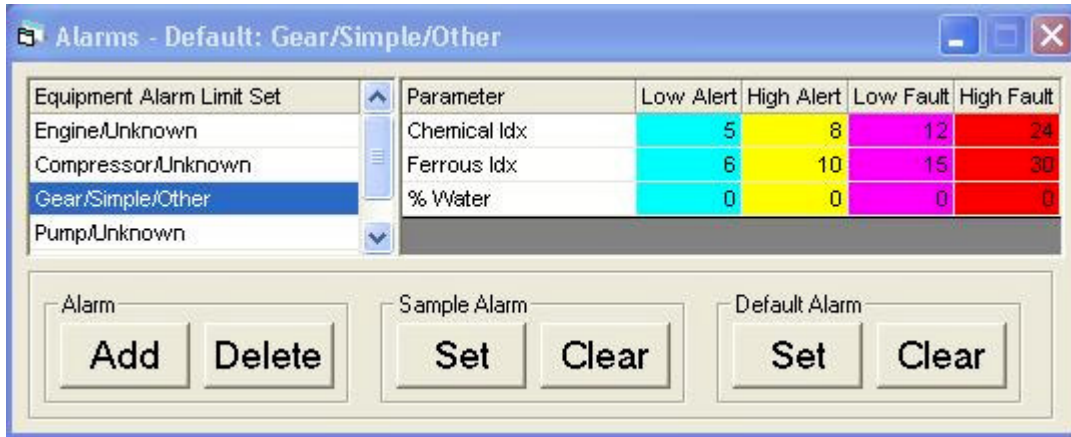 Alarms - Default: Gear/Simple/Other
Equipment Alarm Limit Set
Engine/Unknown
Compressor/Unknown
Gear/Simple/Other
Pump/Unknown
Parameter Low Alert High Alert Low Fault High Fault
Chemical Idx 5 8 12 24
Ferrous Idx 6 10 15 30
% Water 0 0 0 0
Alarm
Add Delete
Sample Alarm
Set Clear
Default Alarm
Set Clear